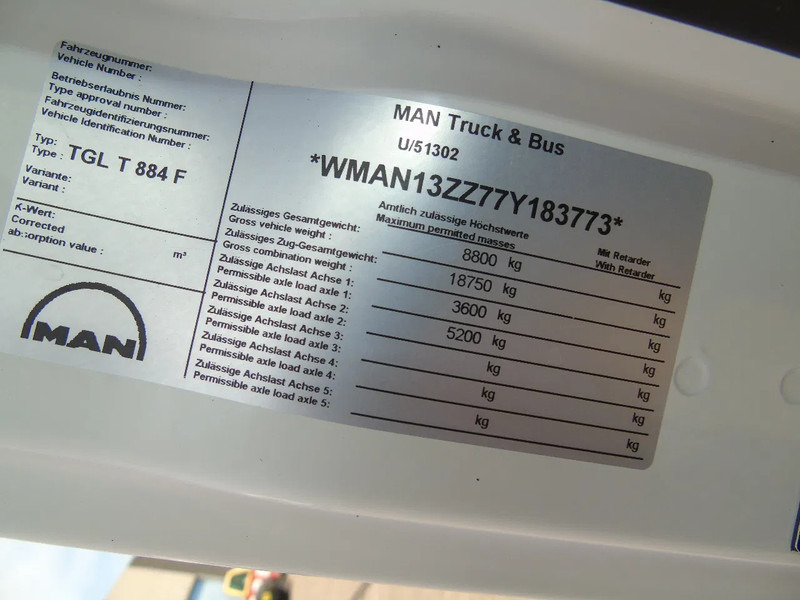 Fahrzeugnummer:
Vehicle Number :
Betriebserlaubnis Nummer:
Type approval number :
Fahrzeugidentifizierungsnummer:
Vehicle Identification Number :
Typ:
Type : TGL T 884 F
Variante:
Variant :
K-Wert:
Corrected
absorption value : m³
MAN
MAN Truck & Bus
U/51302
*WMAN13ZZ77Y183773*
Amtlich zulässige Höchstwerte
Maximum permitted masses
Mit Retarder
With Retarder
Zulässiges Gesamtgewicht:
Gross vehicle weight : 8800 kg kg
Zulässiges Zug-Gesamtgewicht:
Gross combination weight : 18750 kg kg
Zulässige Achslast Achse 1:
Permissible axle load axle 1: 3600 kg kg
Zulässige Achslast Achse 2:
Permissible axle load axle 2: 5200 kg kg
Zulässige Achslast Achse 3:
Permissible axle load axle 3: kg kg
Zulässige Achslast Achse 4:
Permissible axle load axle 4: kg kg
Zulässige Achslast Achse 5:
Permissible axle load axle 5: kg kg